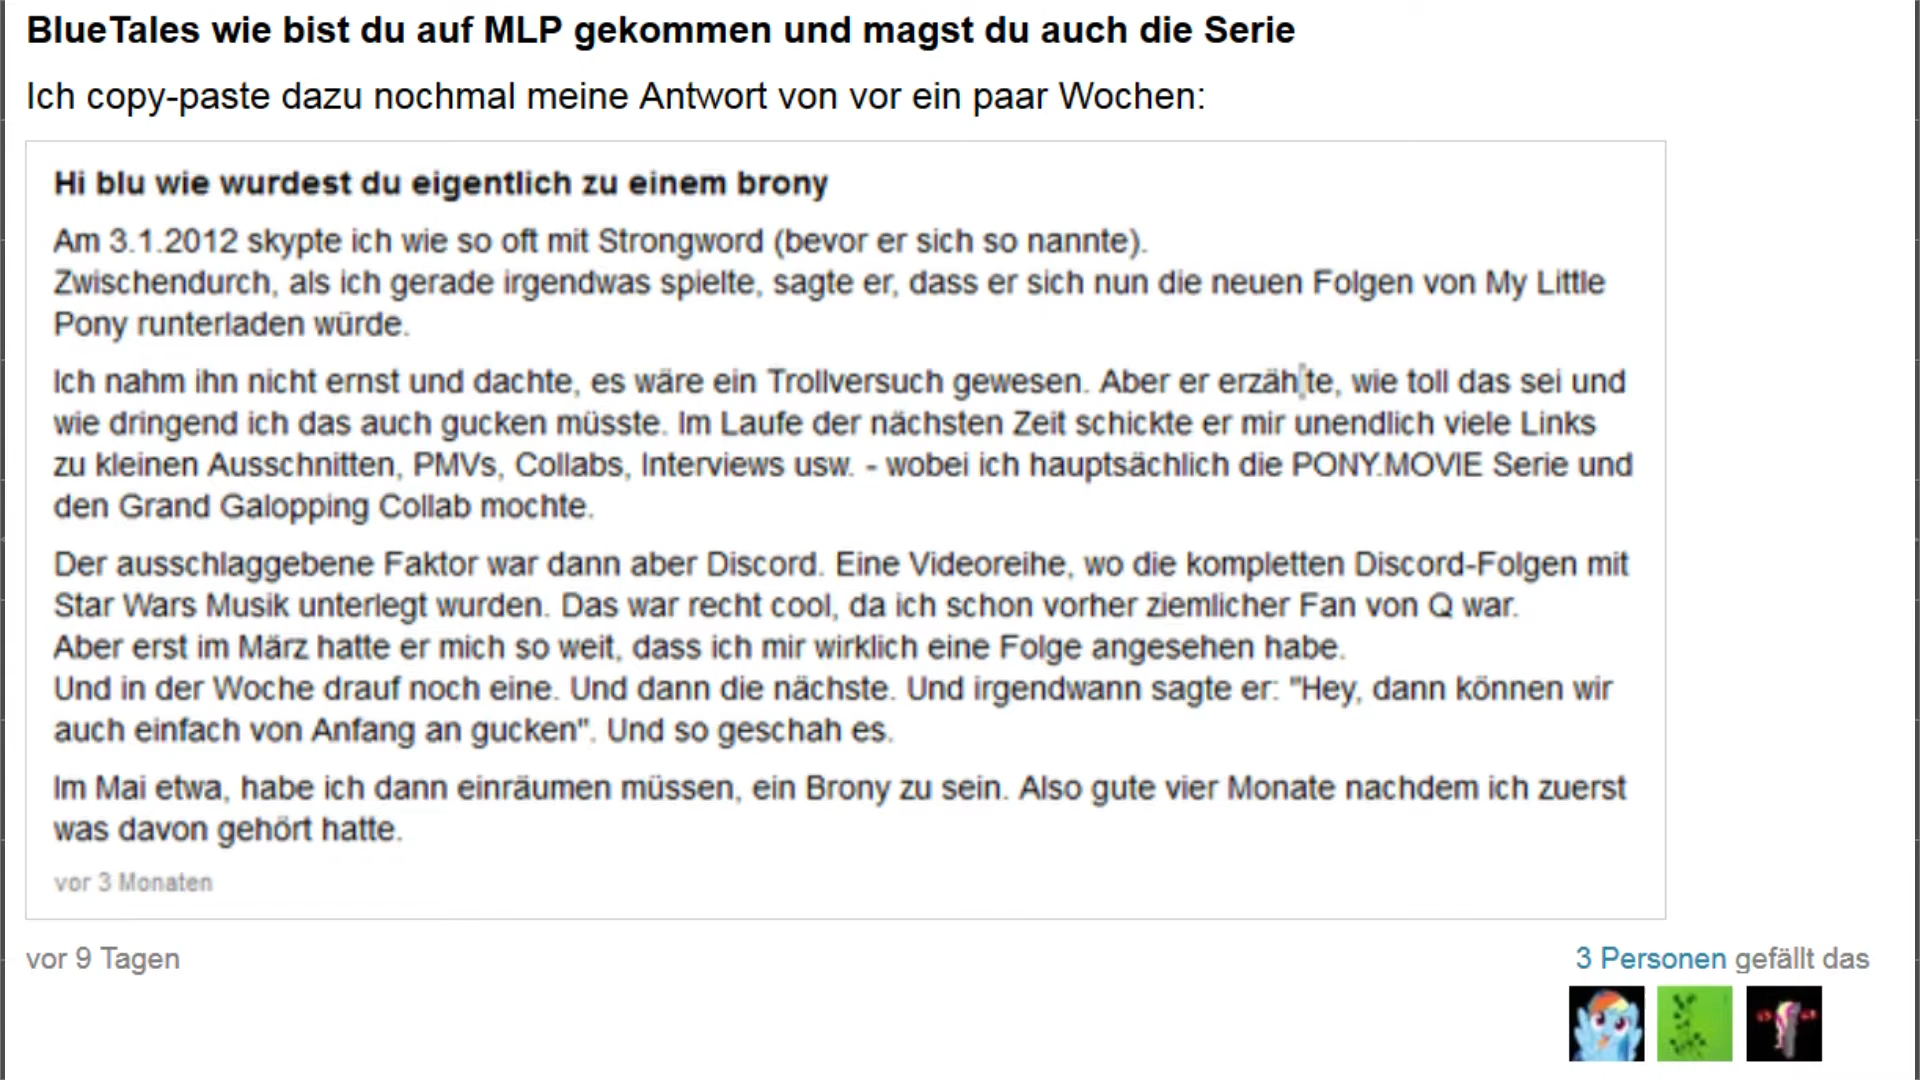 BlueTales wie bist du auf MLP gekommen und magst du auch die Serie
Ich copy-paste dazu nochmal meine Antwort von vor ein paar Wochen:
Hi blu wie wurdest du eigentlich zu einem brony
Am 3.1.2012 skypte ich wie so oft mit Strongword (bevor er sich so nannte).
Zwischendurch, als ich gerade irgendwas spielte, sagte er, dass er sich nun die neuen Folgen von My Little
Pony runterladen würde.
Ich nahm ihn nicht ernst und dachte, es wäre ein Trollversuch gewesen. Aber er erzählte, wie toll das sei und
wie dringend ich das auch gucken müsste. Im Laufe der nächsten Zeit schickte er mir unendlich viele Links
zu kleinen Ausschnitten, PMVs, Collabs, Interviews usw. - wobei ich hauptsächlich die PONY.MOVIE Serie und
den Grand Galopping Collab mochte.
Der ausschlaggebene Faktor war dann aber Discord. Eine Videoreihe, wo die kompletten Discord-Folgen mit
Star Wars Musik unterlegt wurden. Das war recht cool, da ich schon vorher ziemlicher Fan von Q war.
Aber erst im März hatte er mich so weit, dass ich mir wirklich eine Folge angesehen habe.
Und in der Woche drauf noch eine. Und dann die nächste. Und irgendwann sagte er: "Hey, dann können wir
auch einfach von Anfang an gucken". Und so geschah es.
Im Mai etwa, habe ich dann einräumen müssen, ein Brony zu sein. Also gute vier Monate nachdem ich zuerst
was davon gehört hatte.
vor 3 Monaten
vor 9 Tagen
3 Personen gefällt das